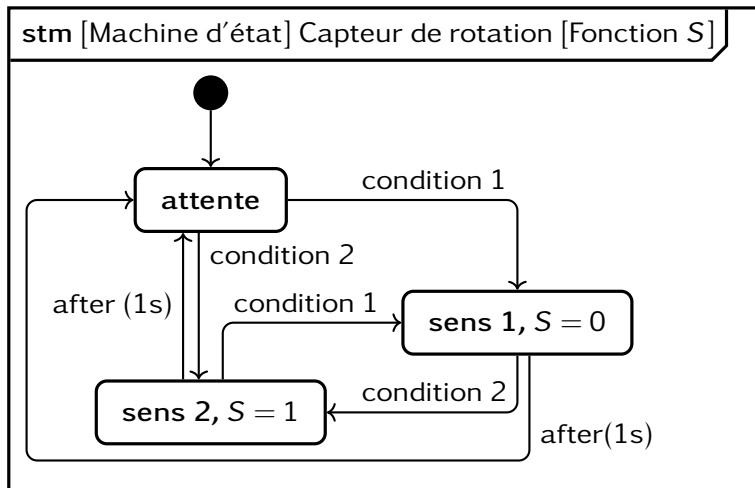 stm [Machine d'état] Capteur de rotation [Fonction S]
attente
condition 1
condition 2
after (1s)
condition 1
sens 1, S = 0
sens 2, S = 1
condition 2
after(1s)